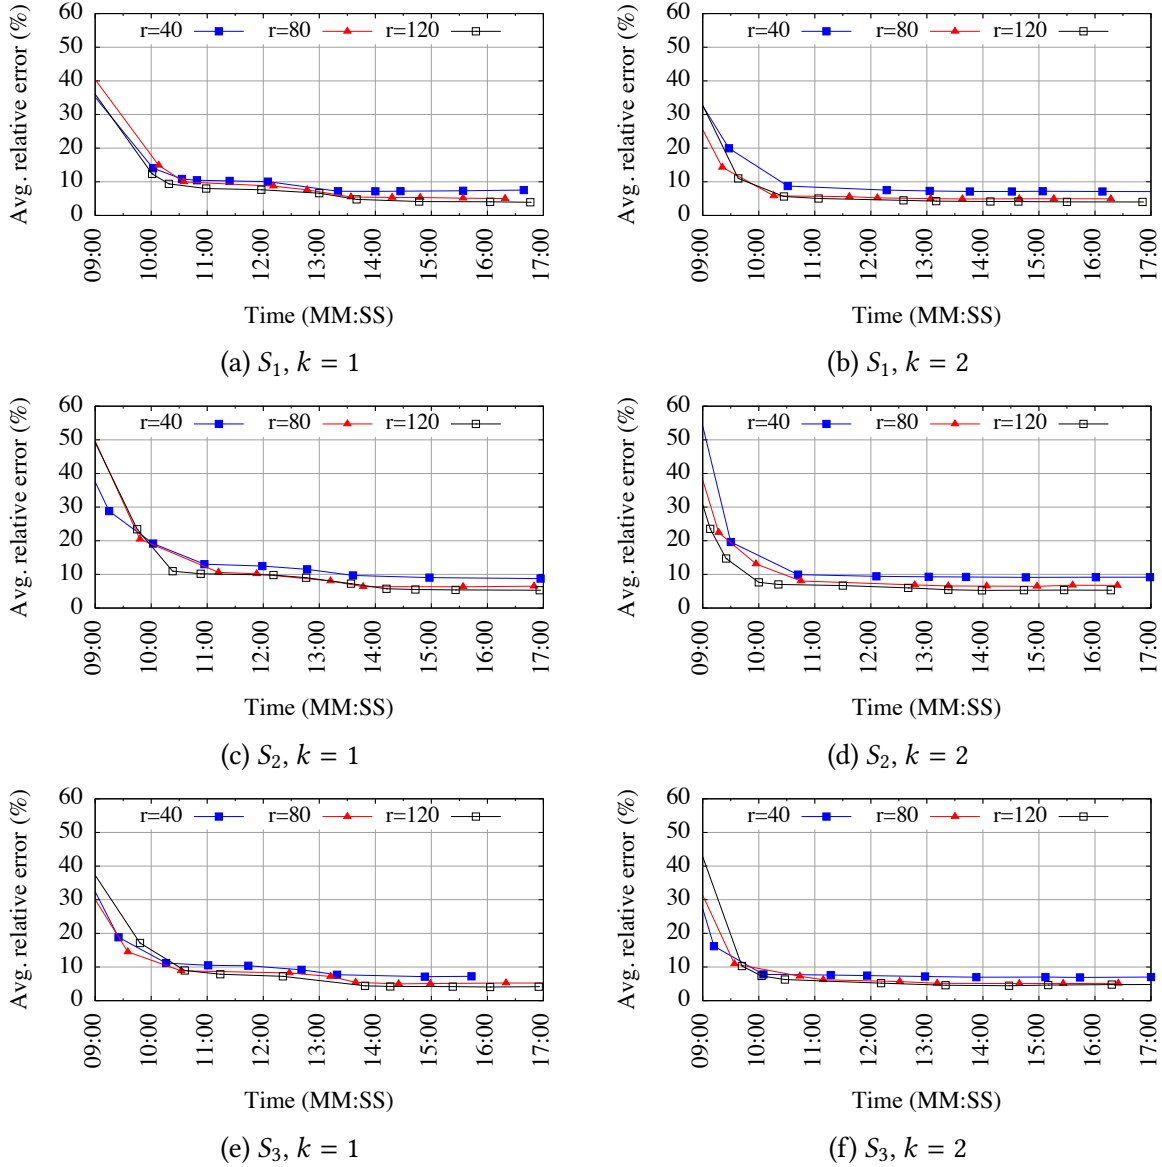 60
50
40
30
20
10
0
Avg. relative error (%)
r=40 r=80 r=120
09:00 10:00 11:00 12:00 13:00 14:00 15:00 16:00 17:00
Time (MM:SS)
(a) S1, k = 1
60
50
40
30
20
10
0
Avg. relative error (%)
r=40 r=80 r=120
09:00 10:00 11:00 12:00 13:00 14:00 15:00 16:00 17:00
Time (MM:SS)
(b) S1, k = 2
60
50
40
30
20
10
0
Avg. relative error (%)
r=40 r=80 r=120
09:00 10:00 11:00 12:00 13:00 14:00 15:00 16:00 17:00
Time (MM:SS)
(c) S2, k = 1
60
50
40
30
20
10
0
Avg. relative error (%)
r=40 r=80 r=120
09:00 10:00 11:00 12:00 13:00 14:00 15:00 16:00 17:00
Time (MM:SS)
(d) S2, k = 2
60
50
40
30
20
10
0
Avg. relative error (%)
r=40 r=80 r=120
09:00 10:00 11:00 12:00 13:00 14:00 15:00 16:00 17:00
Time (MM:SS)
(e) S3, k = 1
60
50
40
30
20
10
0
Avg. relative error (%)
r=40 r=80 r=120
09:00 10:00 11:00 12:00 13:00 14:00 15:00 16:00 17:00
Time (MM:SS)
(f) S3, k = 2